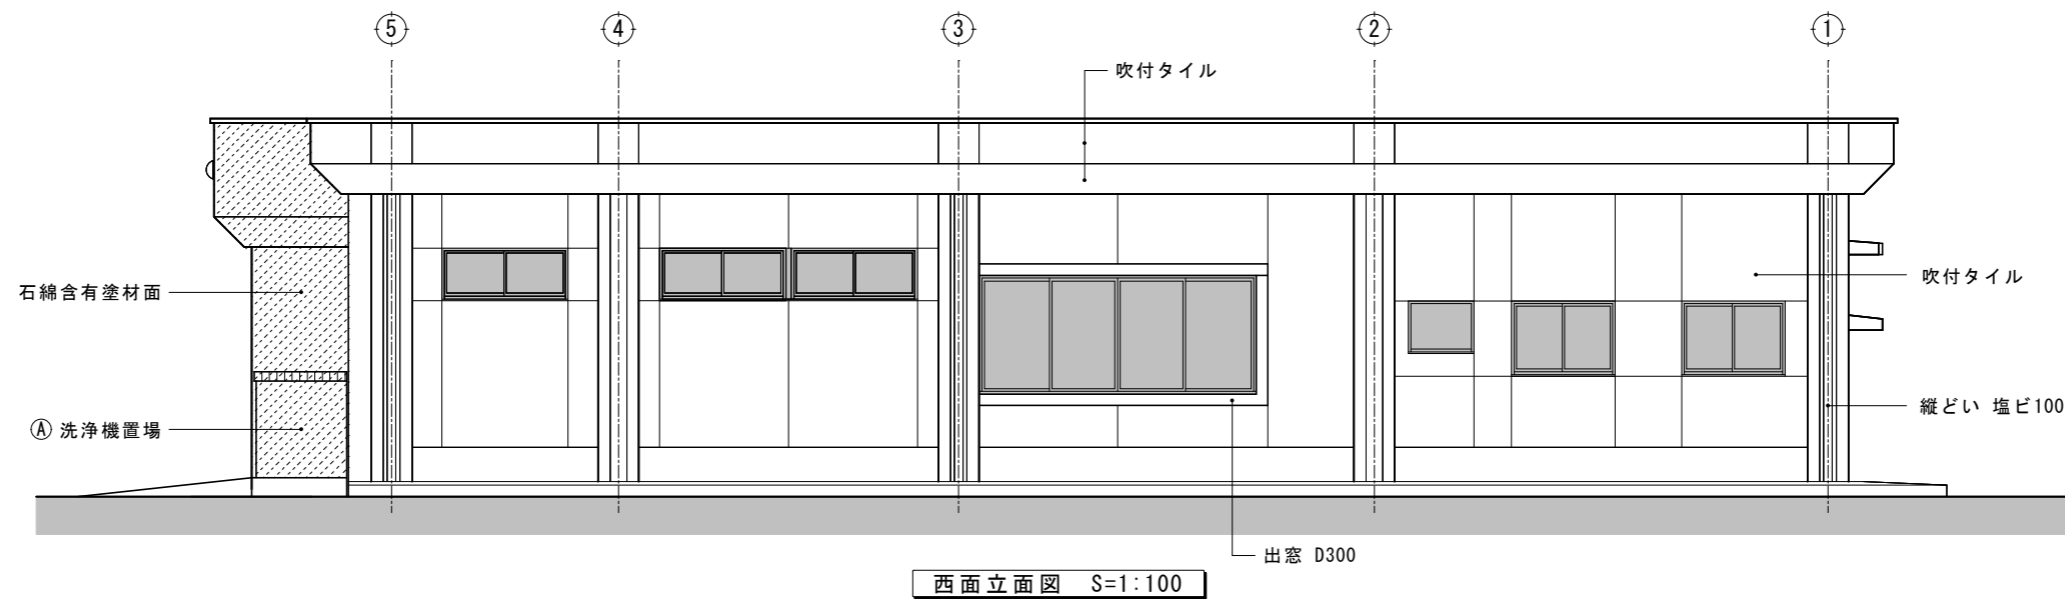 ⑤ ④ ③ ② ①
吹付タイル
吹付タイル
石綿含有塗材面
縦どい 塩ビ100
Ⓐ 洗浄機置場
出窓 D300
西面立面図 S=1:100